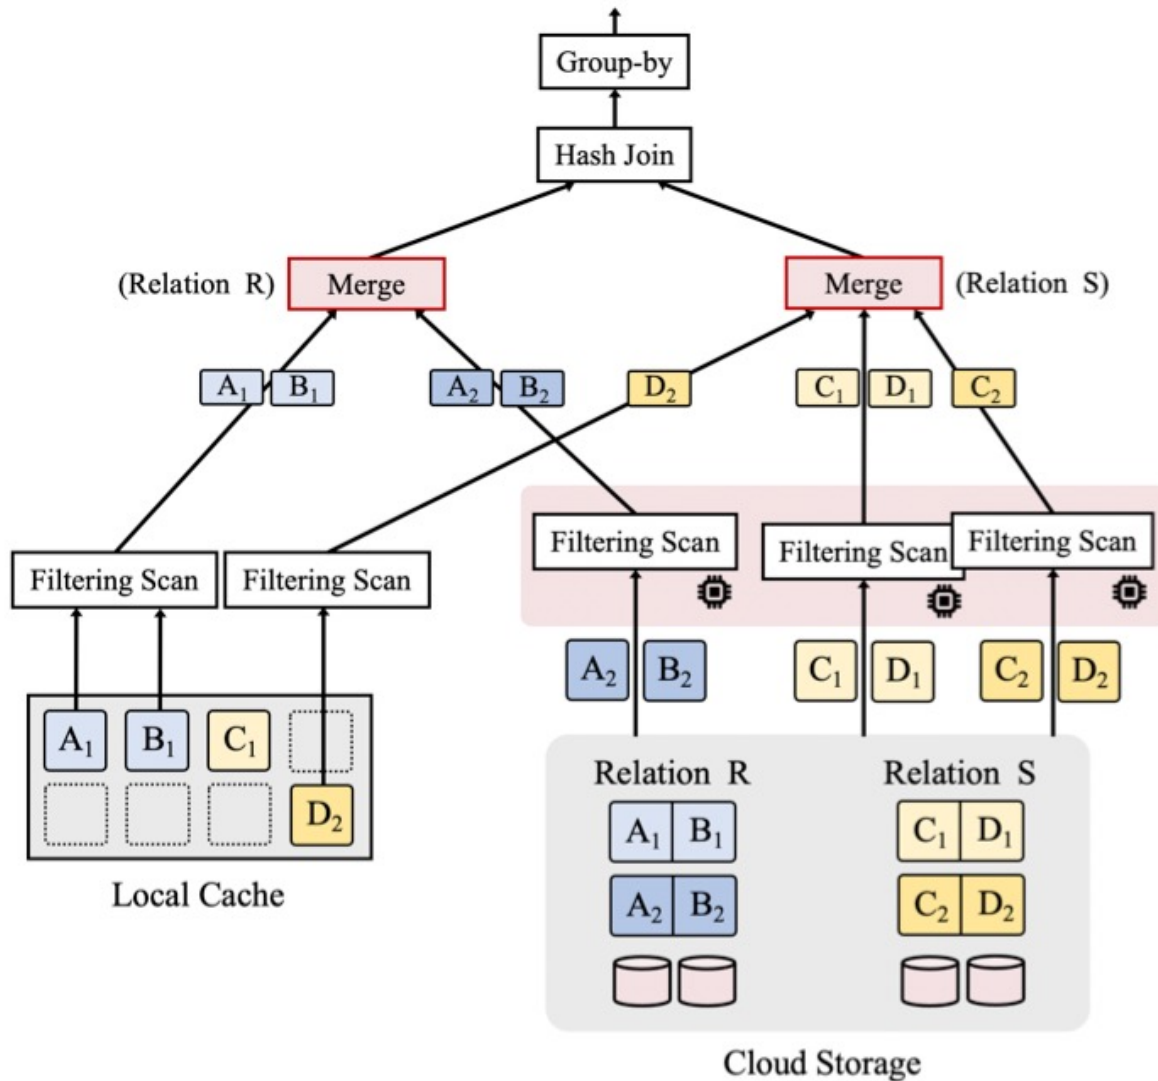 Group-by
Hash Join
(Relation R)
Merge
Merge
(Relation S)
A₁ B₁
A₂ B₂
D₂
C₁ D₁
C₂
Filtering Scan
Filtering Scan
Filtering Scan
Filtering Scan
Filtering Scan
A₂ B₂
C₁ D₁
C₂ D₂
A₁ B₁ C₁
D₂
Local Cache
Relation R
Relation S
A₁ B₁
C₁ D₁
A₂ B₂
C₂ D₂
Cloud Storage